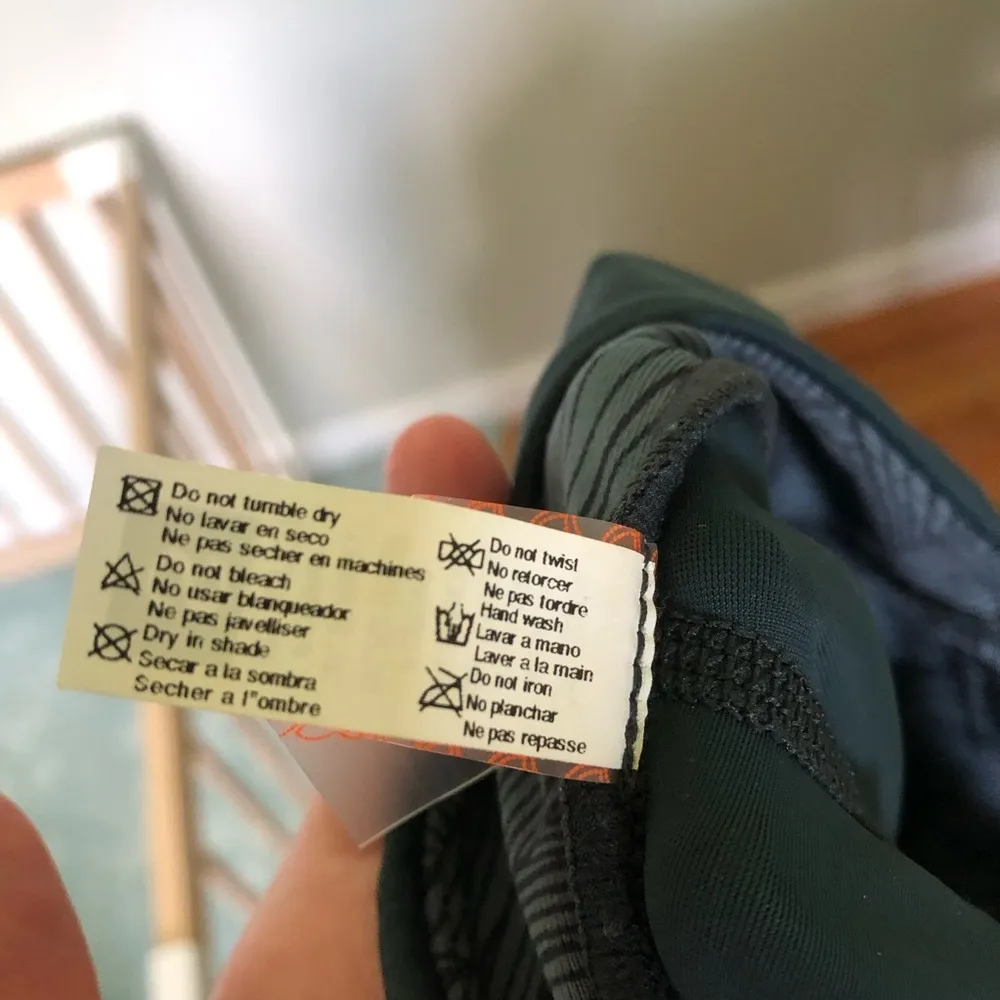 Do not tumble dry
No lavar en seco
Ne pas secher en machines
Do not bleach
No usar blanqueador
Ne pas javelliser
Dry in shade
Secar a la sombra
Secher a l"ombre
Do not twist
No retorcer
Ne pas tordre
Hand wash
Lavar a mano
Laver a la main
Do not iron
No planchar
Ne pas repasse